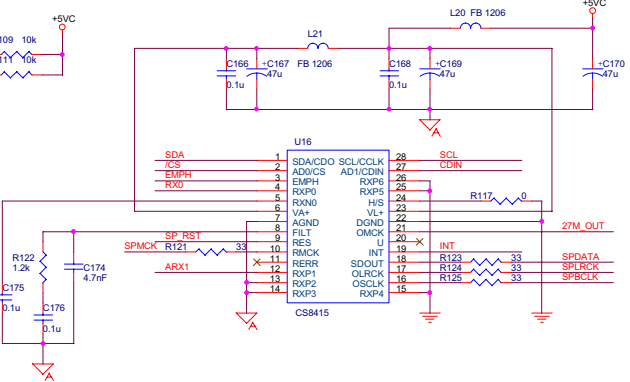 +5VC
L20 FB 1206
+5VC
109 10k
111 10k
L21
FB 1206
C166
0.1u
+C167
47u
C168
0.1u
+C169
47u
+C170
47u
A
U16
SDA 1 SDA/CDO SCL/CCLK 28 SCL
/CS 2 AD0/CS AD1/CDIN 27 CDIN
EMPH 3 EMPH RXP6 26
RX0 4 RXP0 RXP5 25
5 RXN0 H/S 24 R117 0
6 VA+ VL+ 23
7 AGND DGND 22
8 FILT OMCK 21 27M_OUT
SP_RST 9 RES U 20
SPMCK R121 33 10 RMCK INT 19 INT
11 RERR SDOUT 18 R123 33 SPDATA
ARX1 12 RXP1 OLRCK 17 R124 33 SPLRCK
13 RXP2 OSCLK 16 R125 33 SPBCLK
14 RXP3 RXP4 15
CS8415
R122
1.2k
C174
4.7nF
C175
0.1u
C176
0.1u
A
A